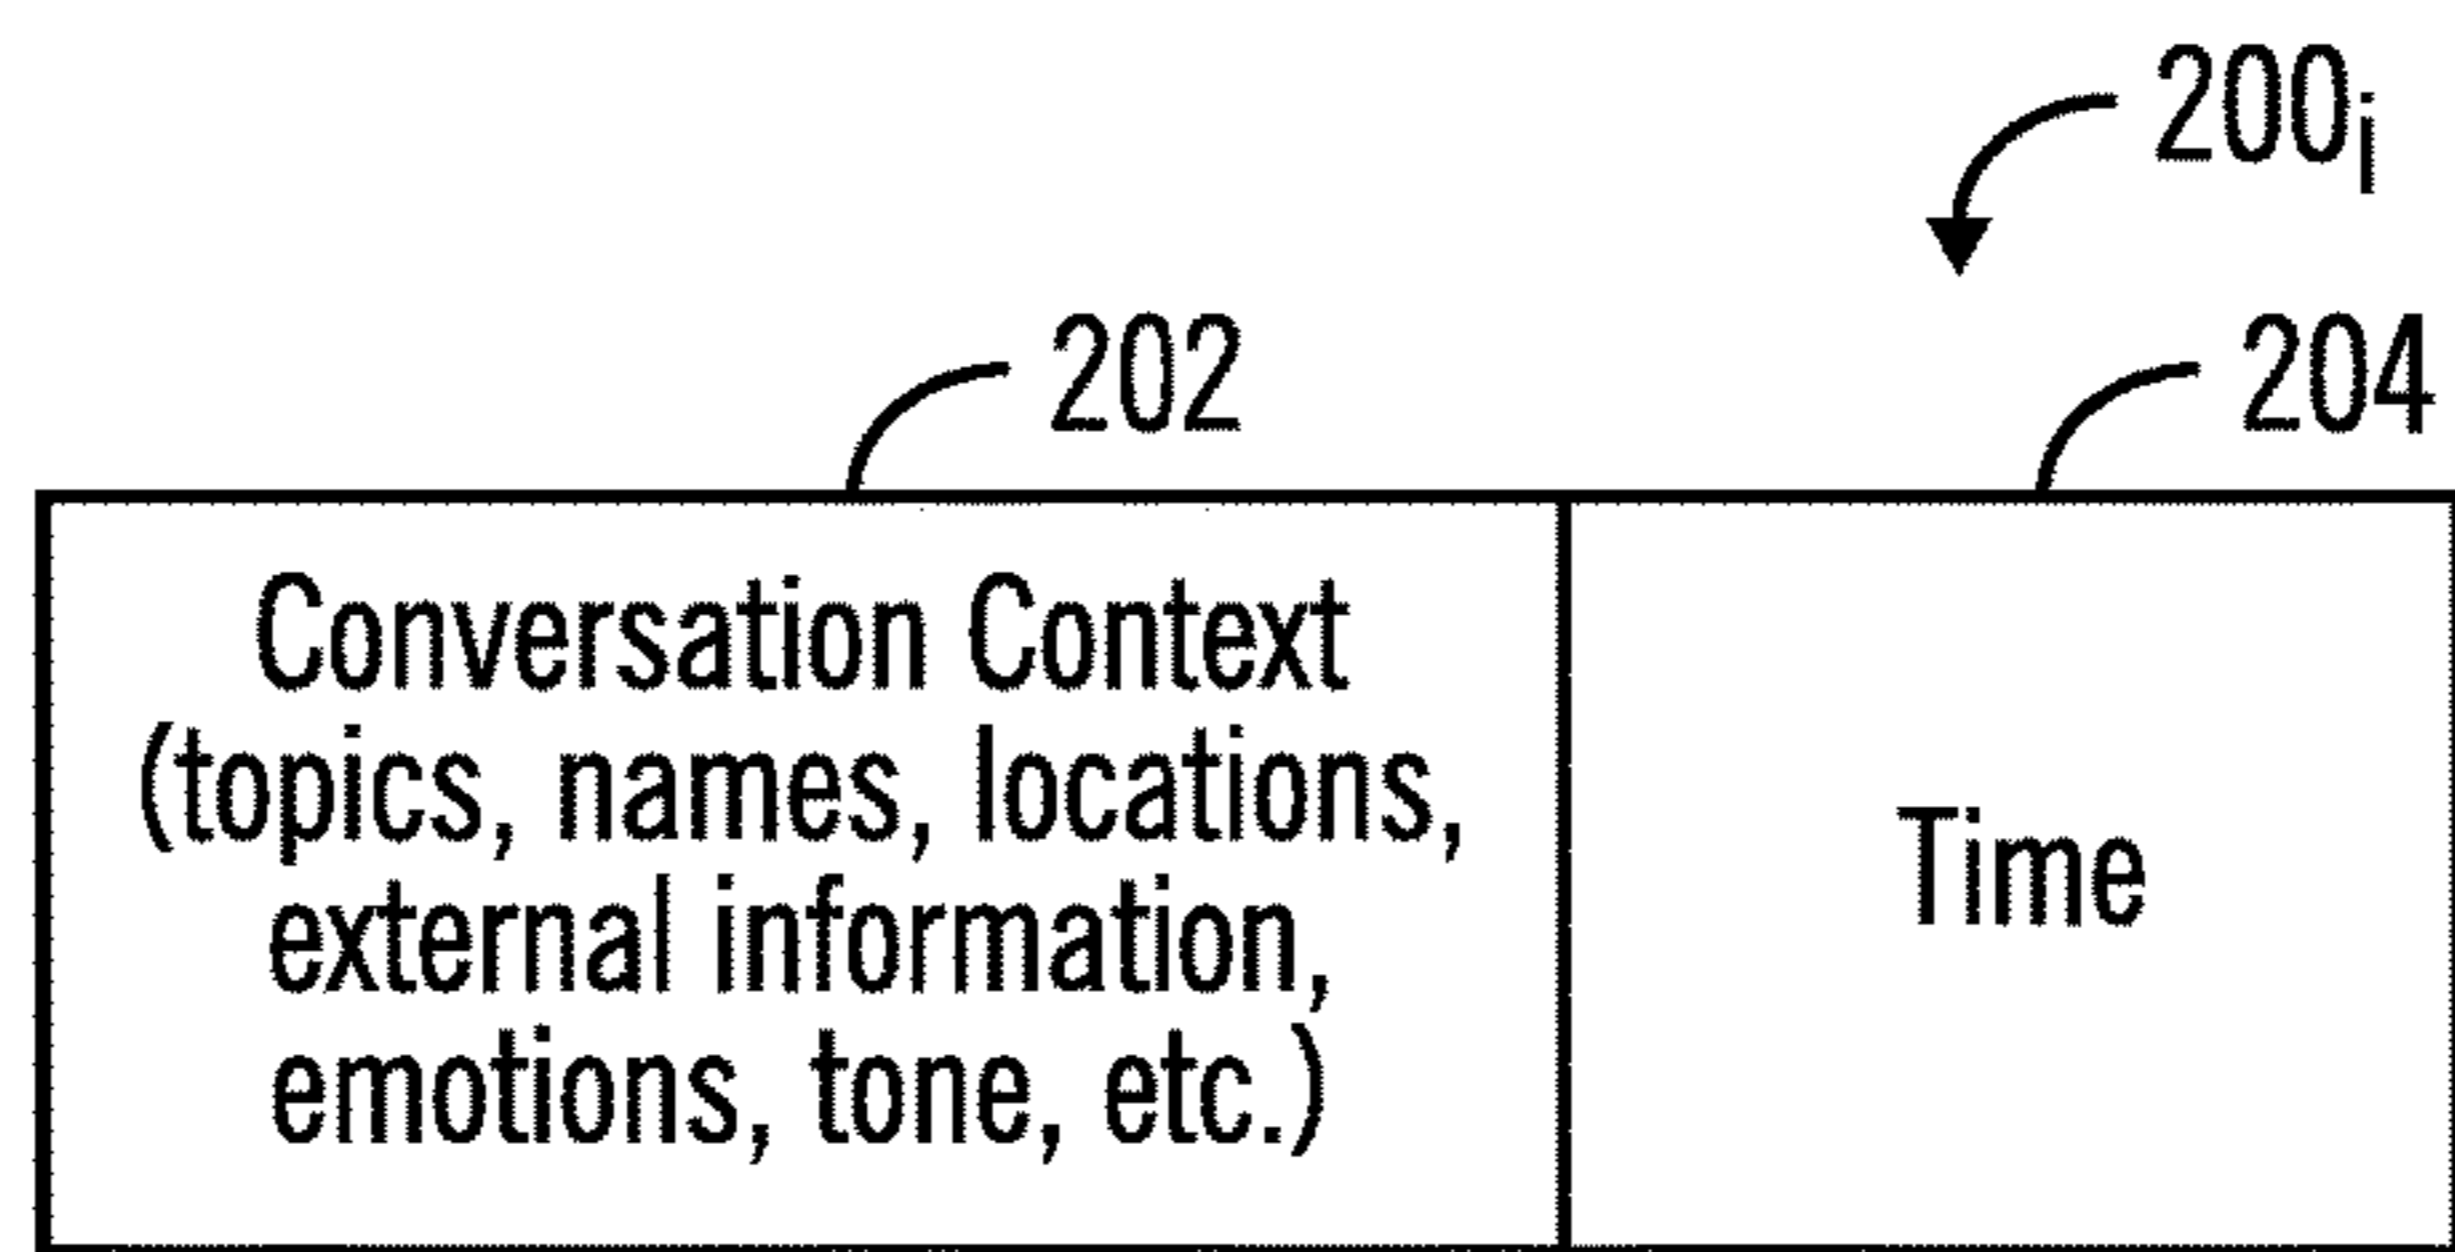 200i
202
204
Conversation Context
(topics, names, locations,
external information,
emotions, tone, etc.)
Time